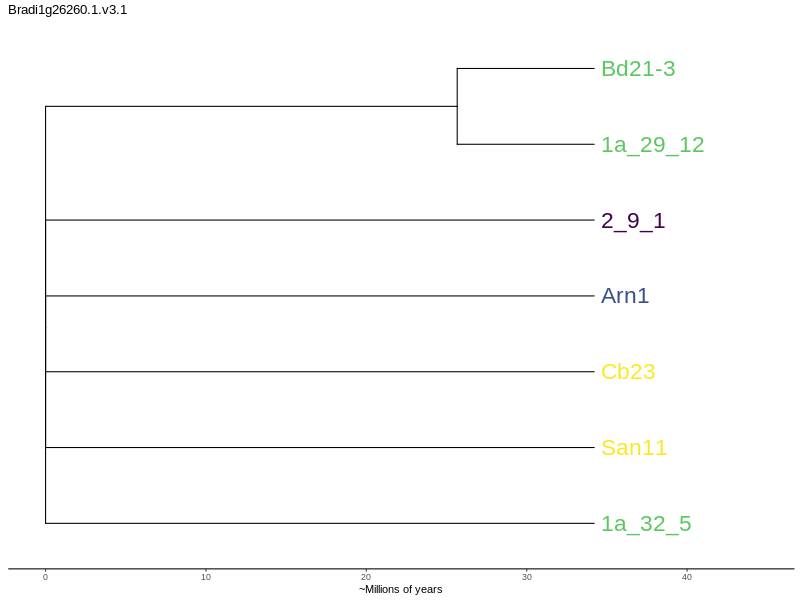 Bradi1g26260.1.v3.1
Bd21-3
1a_29_12
2_9_1
Arn1
Cb23
San11
1a_32_5
0 10 20 30 40
~Millions of years